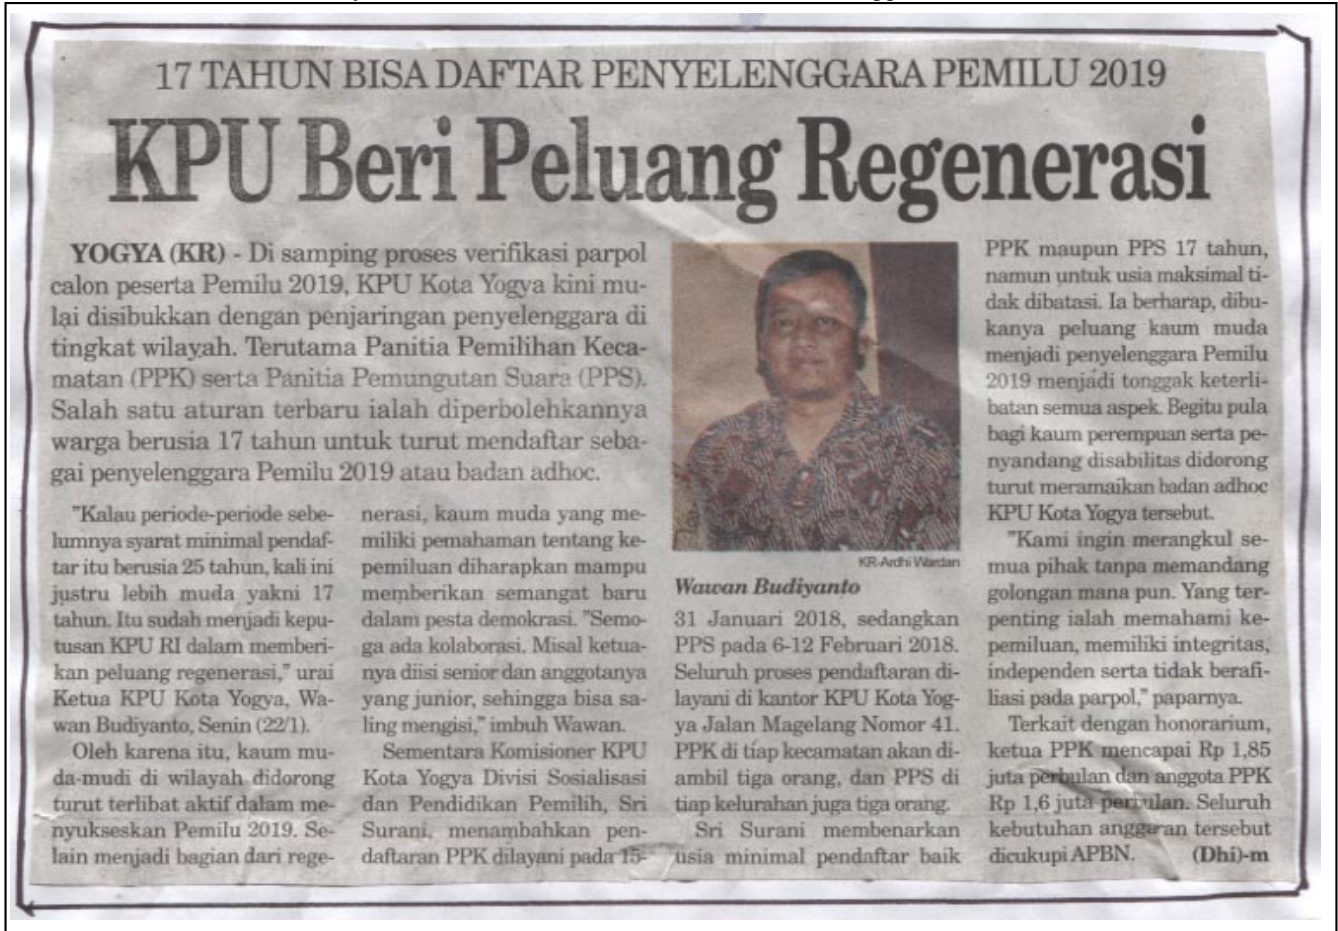 17 TAHUN BISA DAFTAR PENYELENGGARA PEMILU 2019
KPU Beri Peluang Regenerasi
YOGYA (KR) - Di samping proses verifikasi parpol
calon peserta Pemilu 2019, KPU Kota Yogya kini mu-
lai disibukkan dengan penjaringan penyelenggara di
tingkat wilayah. Terutama Panitia Pemilihan Keca-
matan (PPK) serta Panitia Pemungutan Suara (PPS).
Salah satu aturan terbaru ialah diperbolehkannya
warga berusia 17 tahun untuk turut mendaftar seba-
gai penyelenggara Pemilu 2019 atau badan adhoc.
"Kalau periode-periode sebe-
lumnya syarat minimal pendaf-
tar itu berusia 25 tahun, kali ini
justru lebih muda yakni 17
tahun. Itu sudah menjadi kepu-
tusan KPU RI dalam memberi-
kan peluang regenerasi," urai
Ketua KPU Kota Yogya, Wa-
wan Budiyanto, Senin (22/1).
Oleh karena itu, kaum mu-
da-mudi di wilayah didorong
turut terlibat aktif dalam me-
nyukseskan Pemilu 2019. Se-
lain menjadi bagian dari rege-
nerasi, kaum muda yang me-
miliki pemahaman tentang ke-
pemiluan diharapkan mampu
memberikan semangat baru
dalam pesta demokrasi. "Semo-
ga ada kolaborasi. Misal ketua-
nya diisi senior dan anggotanya
yang junior, sehingga bisa sa-
ling mengisi," imbuh Wawan.
Sementara Komisioner KPU
Kota Yogya Divisi Sosialisasi
dan Pendidikan Pemilih, Sri
Surani, menambahkan pen-
daftaran PPK dilayani pada 15-
KR-Ardhi Wardan
Wawan Budiyanto
31 Januari 2018, sedangkan
PPS pada 6-12 Februari 2018.
Seluruh proses pendaftaran di-
layani di kantor KPU Kota Yog-
ya Jalan Magelang Nomor 41.
PPK di tiap kecamatan akan di-
ambil tiga orang, dan PPS di
tiap kelurahan juga tiga orang.
Sri Surani membenarkan
usia minimal pendaftar baik
PPK maupun PPS 17 tahun,
namun untuk usia maksimal ti-
dak dibatasi. Ia berharap, dibu-
kanya peluang kaum muda
menjadi penyelenggara Pemilu
2019 menjadi tonggak keterli-
batan semua aspek. Begitu pula
bagi kaum perempuan serta pe-
nyandang disabilitas didorong
turut meramaikan badan adhoc
KPU Kota Yogya tersebut.
"Kami ingin merangkul se-
mua pihak tanpa memandang
golongan mana pun. Yang ter-
penting ialah memahami ke-
pemiluan, memiliki integritas,
independen serta tidak berafi-
liasi pada parpol," paparnya.
Terkait dengan honorarium,
ketua PPK mencapai Rp 1,85
juta perbulan dan anggota PPK
Rp 1,6 juta perbulan. Seluruh
kebutuhan anggaran tersebut
dicukupi APBN. (Dhi)-m